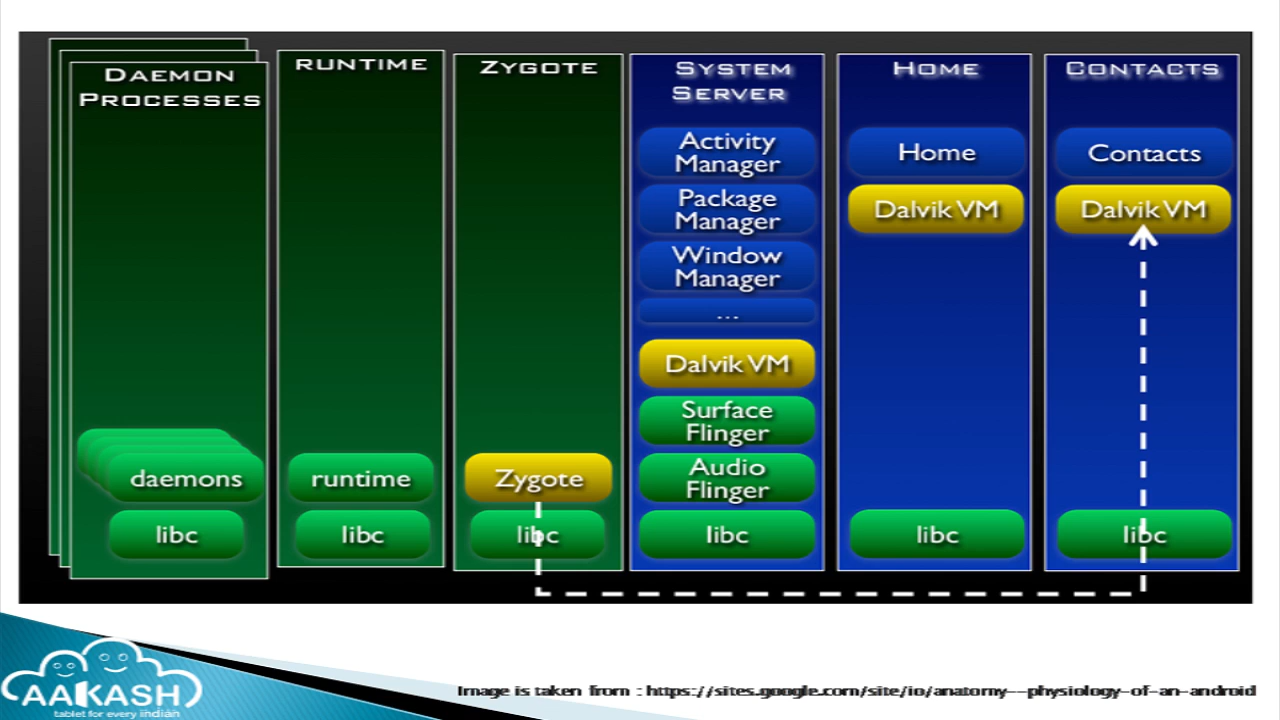 DAEMON
PROCESSES
daemons
libc
RUNTIME
runtime
libc
ZYGOTE
Zygote
libc
SYSTEM
SERVER
Activity
Manager
Package
Manager
Window
Manager
...
Dalvik VM
Surface
Flinger
Audio
Flinger
libc
HOME
Home
Dalvik VM
libc
CONTACTS
Contacts
Dalvik VM
libc
AAKASH
tablet for every indian
Image is taken from : https://sites.google.com/site/io/anatomy--physiology-of-an-android